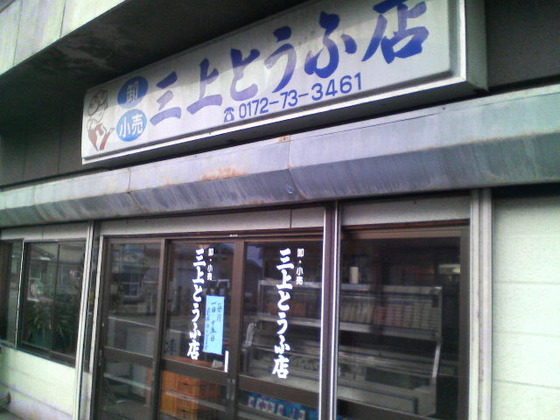 卸
小売
三上とうふ店
☎0172-73-3461
卸・小売
三上とうふ店
卸・小売
三上とうふ店